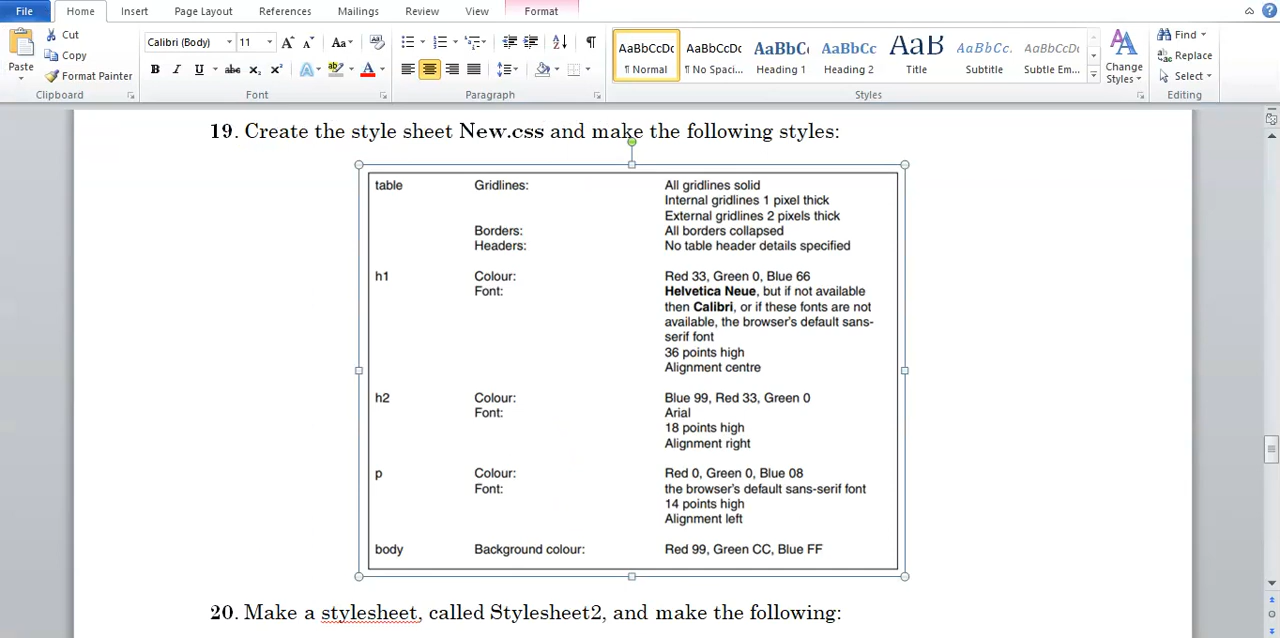 File Home Insert Page Layout References Mailings Review View Format
Cut
Copy
Format Painter
Paste
Clipboard
Calibri (Body) 11
Font
Paragraph
AaBbCcDc AaBbCcDc AaBbC AaBbCc AaB AaBbCc. AaBbCcDc
¶ Normal ¶ No Spaci... Heading 1 Heading 2 Title Subtitle Subtle Em...
Styles
Change
Styles
Find
Replace
Select
Editing
19. Create the style sheet New.css and make the following styles:
table Gridlines: All gridlines solid
Internal gridlines 1 pixel thick
External gridlines 2 pixels thick
Borders: All borders collapsed
Headers: No table header details specified
h1 Colour: Red 33, Green 0, Blue 66
Font: Helvetica Neue, but if not available
then Calibri, or if these fonts are not
available, the browser's default sans-
serif font
36 points high
Alignment centre
h2 Colour: Blue 99, Red 33, Green 0
Font: Arial
18 points high
Alignment right
p Colour: Red 0, Green 0, Blue 08
Font: the browser's default sans-serif font
14 points high
Alignment left
body Background colour: Red 99, Green CC, Blue FF
20. Make a stylesheet, called Stylesheet2, and make the following: